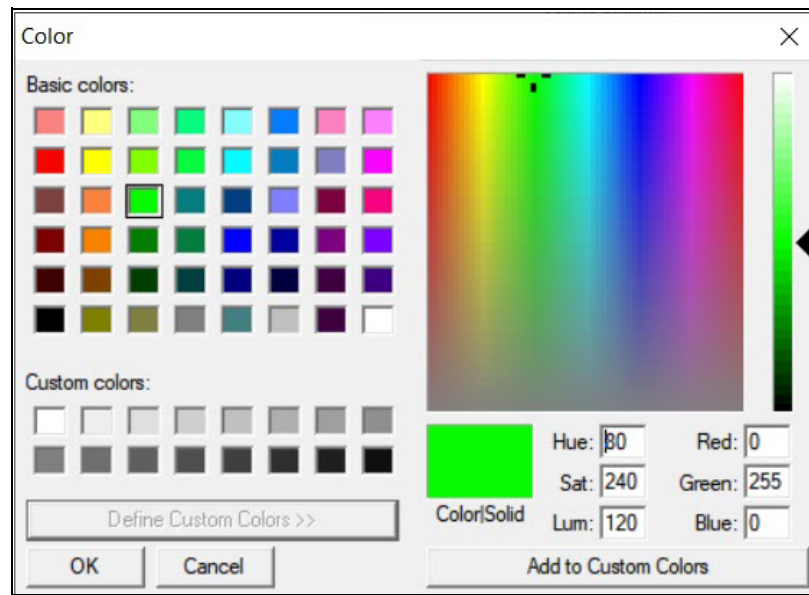 Color
Basic colors:
Custom colors:
Define Custom Colors >>
OK Cancel
Color|Solid
Hue: 80 Red: 0
Sat: 240 Green: 255
Lum: 120 Blue: 0
Add to Custom Colors